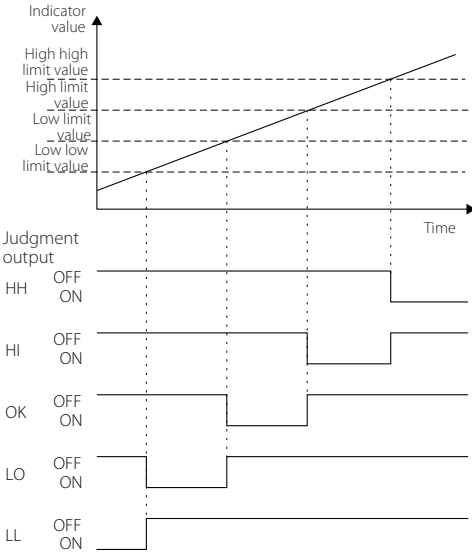 Indicator
value
High high
limit value
High limit
value
Low limit
value
Low low
limit value
Time
Judgment
output
HH OFF
ON
HI OFF
ON
OK OFF
ON
LO OFF
ON
LL OFF
ON